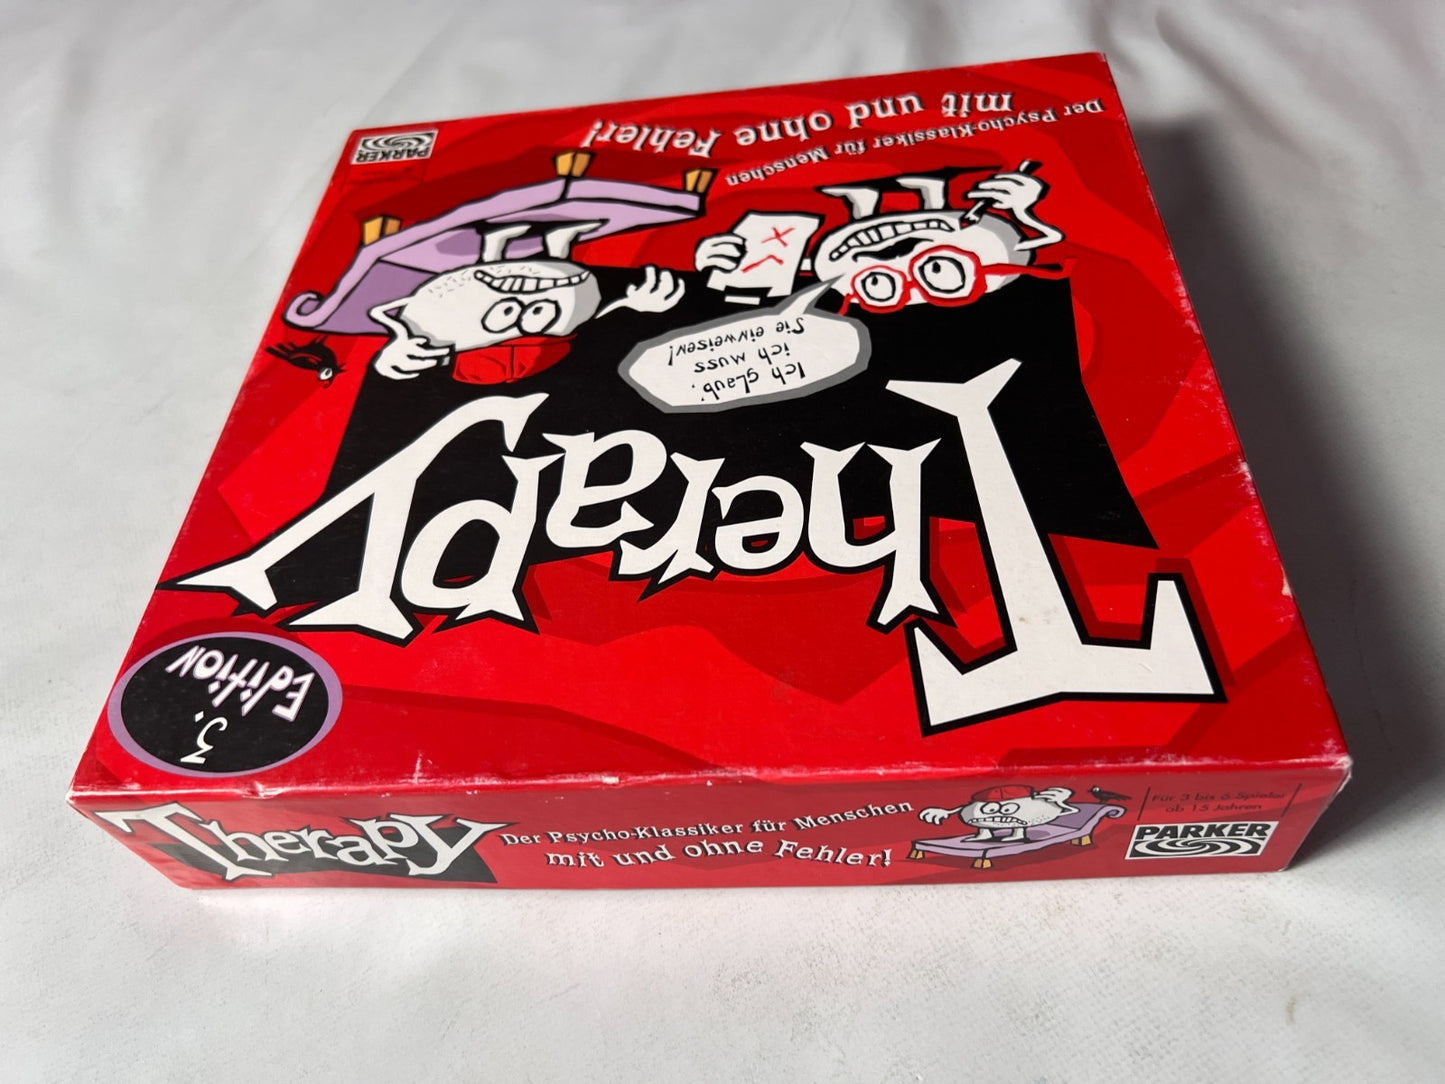 Therapy
3.
Edition
Ich glaub'
ich muss
Sie einweisen!
Der Psycho-Klassiker für Menschen
mit und ohne Fehler!
PARKER
Therapy
Der Psycho-Klassiker für Menschen
mit und ohne Fehler!
Für 3 bis 6 Spieler
ab 15 Jahren
PARKER